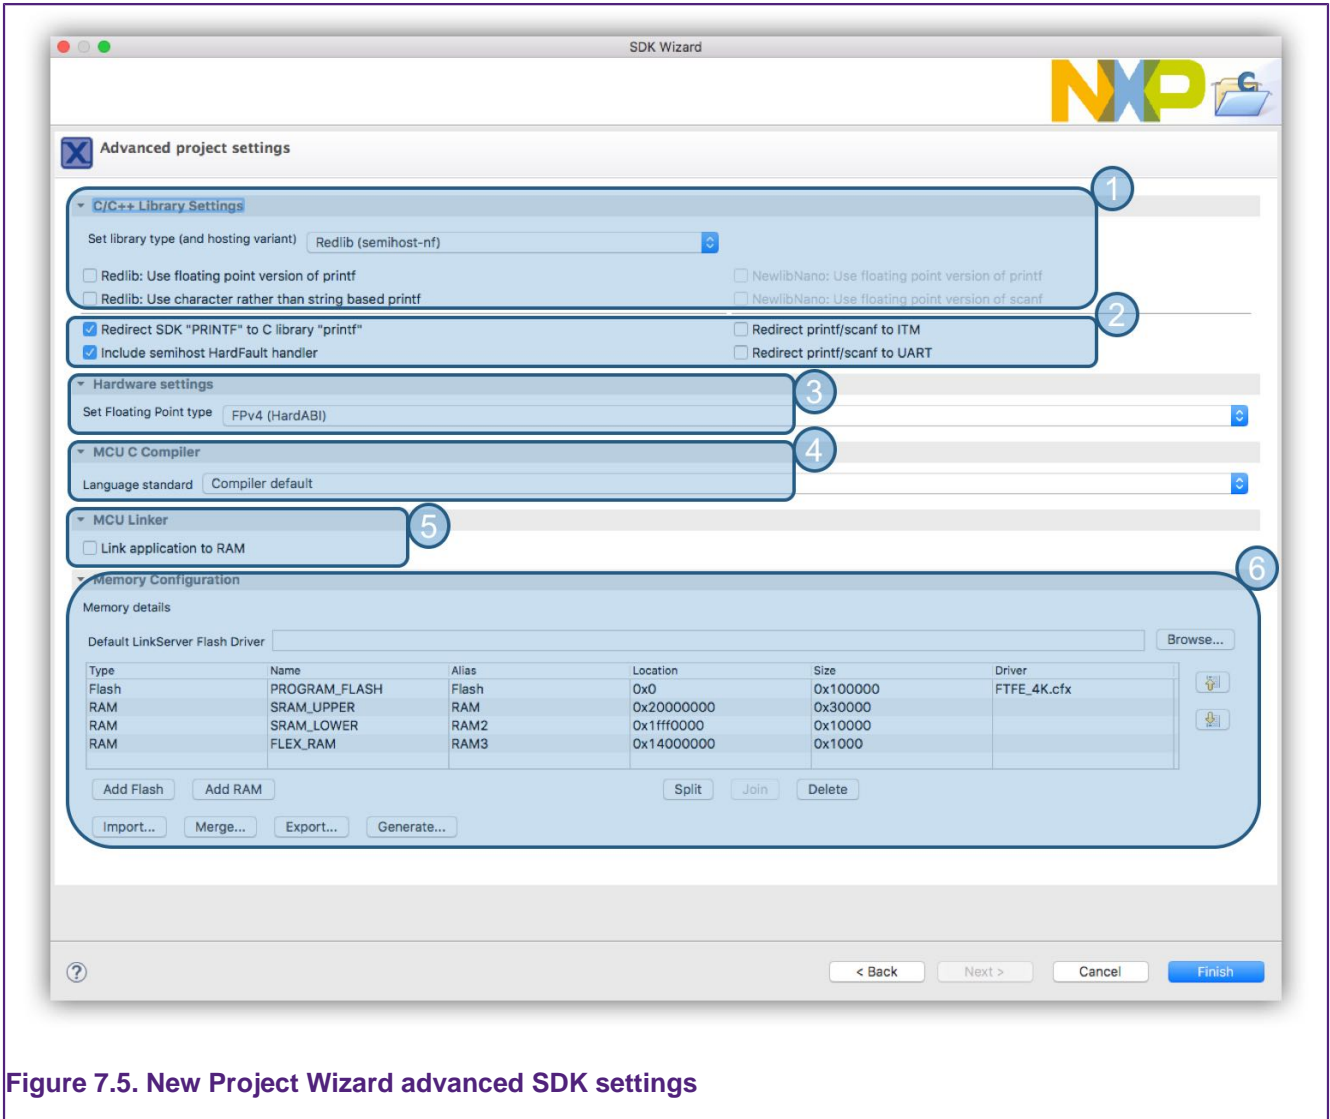 SDK Wizard
NXP
C
X
Advanced project settings
1
C/C++ Library Settings
Set library type (and hosting variant) Redlib (semihost-nf)
Redlib: Use floating point version of printf NewlibNano: Use floating point version of printf
Redlib: Use character rather than string based printf NewlibNano: Use floating point version of scanf
2
Redirect SDK "PRINTF" to C library "printf" Redirect printf/scanf to ITM
Include semihost HardFault handler Redirect printf/scanf to UART
Hardware settings 3
Set Floating Point type FPv4 (HardABI)
MCU C Compiler 4
Language standard Compiler default
MCU Linker 5
Link application to RAM
Memory Configuration 6
Memory details
Default LinkServer Flash Driver Browse...
Type Name Alias Location Size Driver
Flash PROGRAM_FLASH Flash 0x0 0x100000 FTFE_4K.cfx
RAM SRAM_UPPER RAM 0x20000000 0x30000
RAM SRAM_LOWER RAM2 0x1fff0000 0x10000
RAM FLEX_RAM RAM3 0x14000000 0x1000
Add Flash Add RAM Split Join Delete
Import... Merge... Export... Generate...
? < Back Next > Cancel Finish
Figure 7.5. New Project Wizard advanced SDK settings